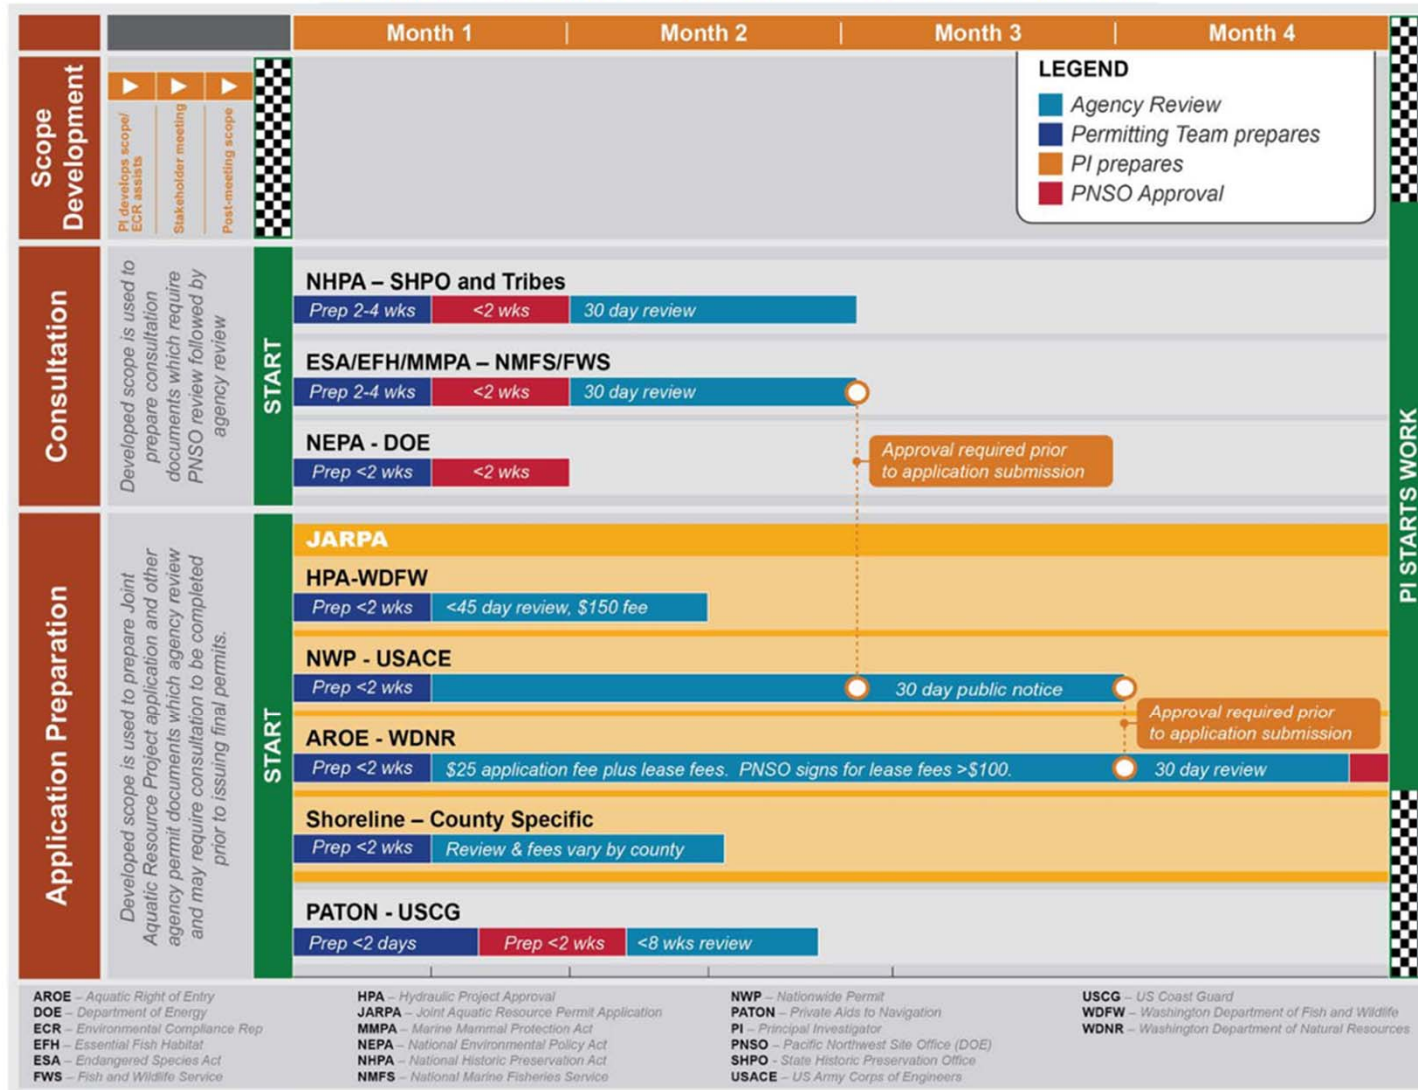 Month 1
Month 2
Month 3
Month 4
Scope
Development
PI develops scope/
ECR assists
Stakeholder meeting
Post-meeting scope
LEGEND
Agency Review
Permitting Team prepares
PI prepares
PNSO Approval
Consultation
Developed scope is used to
prepare consultation
documents which require
PNSO review followed by
agency review
START
NHPA – SHPO and Tribes
Prep 2-4 wks
<2 wks
30 day review
ESA/EFH/MMPA – NMFS/FWS
Prep 2-4 wks
<2 wks
30 day review
NEPA - DOE
Prep <2 wks
<2 wks
Approval required prior
to application submission
PI STARTS WORK
Application Preparation
Developed scope is used to prepare Joint
Aquatic Resource Project application and other
agency permit documents which agency review
and may require consultation to be completed
prior to issuing final permits.
START
JARPA
HPA-WDFW
Prep <2 wks
<45 day review, $150 fee
NWP - USACE
Prep <2 wks
30 day public notice
Approval required prior
to application submission
AROE - WDNR
Prep <2 wks
$25 application fee plus lease fees. PNSO signs for lease fees >$100.
30 day review
Shoreline – County Specific
Prep <2 wks
Review & fees vary by county
PATON - USCG
Prep <2 days
Prep <2 wks
<8 wks review
AROE – Aquatic Right of Entry
DOE – Department of Energy
ECR – Environmental Compliance Rep
EFH – Essential Fish Habitat
ESA – Endangered Species Act
FWS – Fish and Wildlife Service
HPA – Hydraulic Project Approval
JARPA – Joint Aquatic Resource Permit Application
MMPA – Marine Mammal Protection Act
NEPA – National Environmental Policy Act
NHPA – National Historic Preservation Act
NMFS – National Marine Fisheries Service
NWP – Nationwide Permit
PATON – Private Aids to Navigation
PI – Principal Investigator
PNSO – Pacific Northwest Site Office (DOE)
SHPO - State Historic Preservation Office
USACE – US Army Corps of Engineers
USCG – US Coast Guard
WDFW – Washington Department of Fish and Wildlife
WDNR – Washington Department of Natural Resources